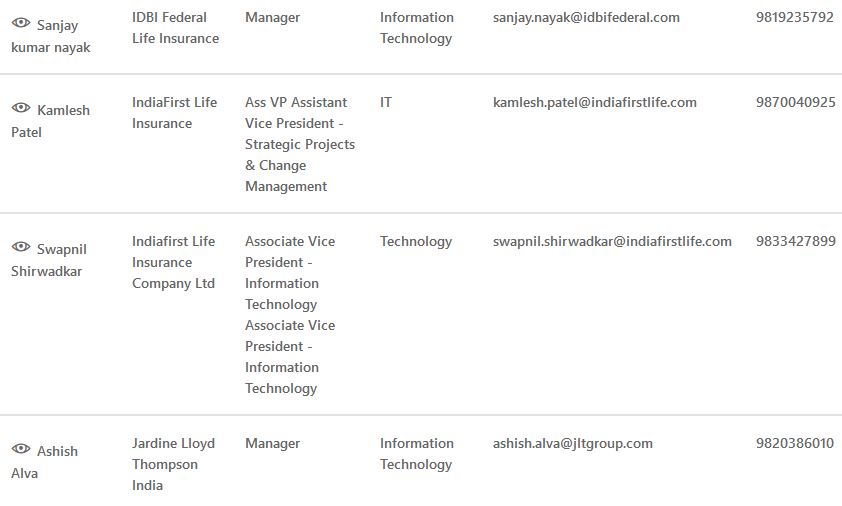 Sanjay kumar nayak
IDBI Federal
Life Insurance
Manager
Information
Technology
sanjay.nayak@idbifederal.com
9819235792
Kamlesh
Patel
IndiaFirst Life
Insurance
Ass VP Assistant
Vice President -
Strategic Projects
& Change
Management
IT
kamlesh.patel@indiafirstlife.com
9870040925
Swapnil
Shirwadkar
Indiafirst Life
Insurance
Company Ltd
Associate Vice
President -
Information
Technology
Associate Vice
President -
Information
Technology
Technology
swapnil.shirwadkar@indiafirstlife.com
9833427899
Ashish
Alva
Jardine Lloyd
Thompson
India
Manager
Information
Technology
ashish.alva@jltgroup.com
9820386010